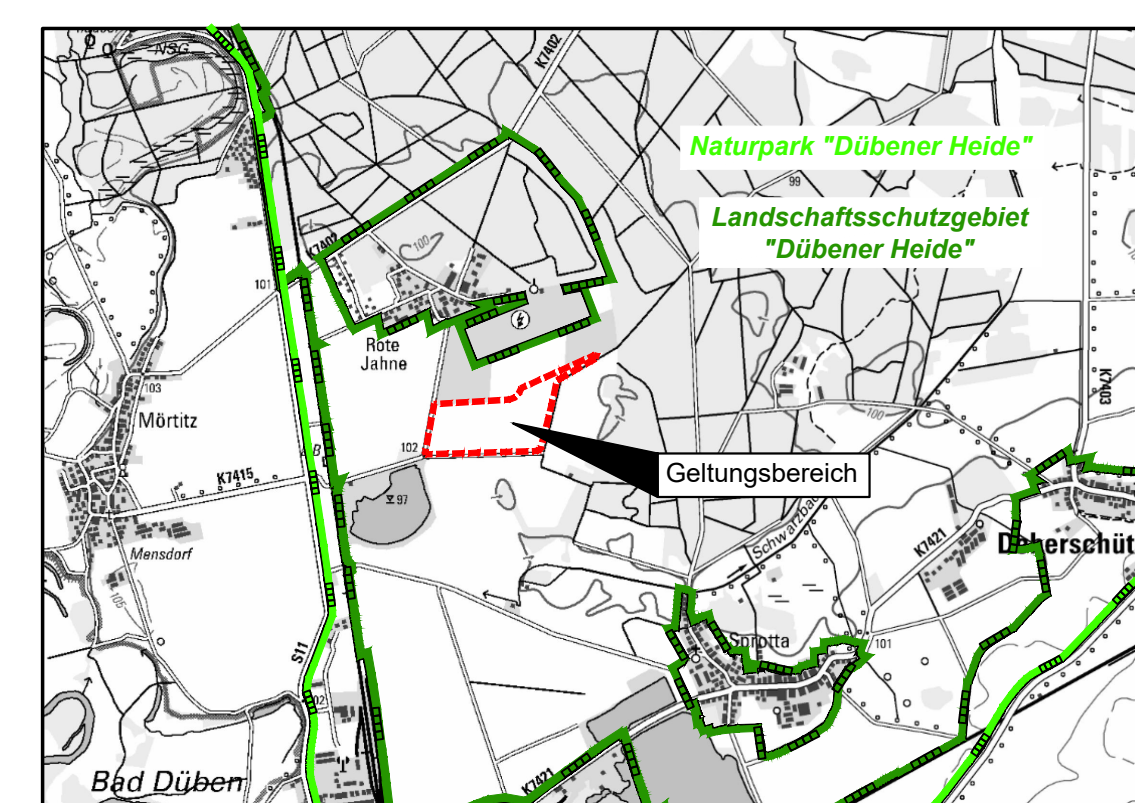 NSG
K7402
Naturpark "Dübener Heide"
99
Landschaftsschutzgebiet
"Dübener Heide"
K7402
100
101
Rote
Jahne
103
Mörtitz
K7403
100
102
Geltungsbereich
K7415
97
Mensdorf
Schwarzbach
K7421
105
Sprotta
101
S11
K7421
Bad Düben